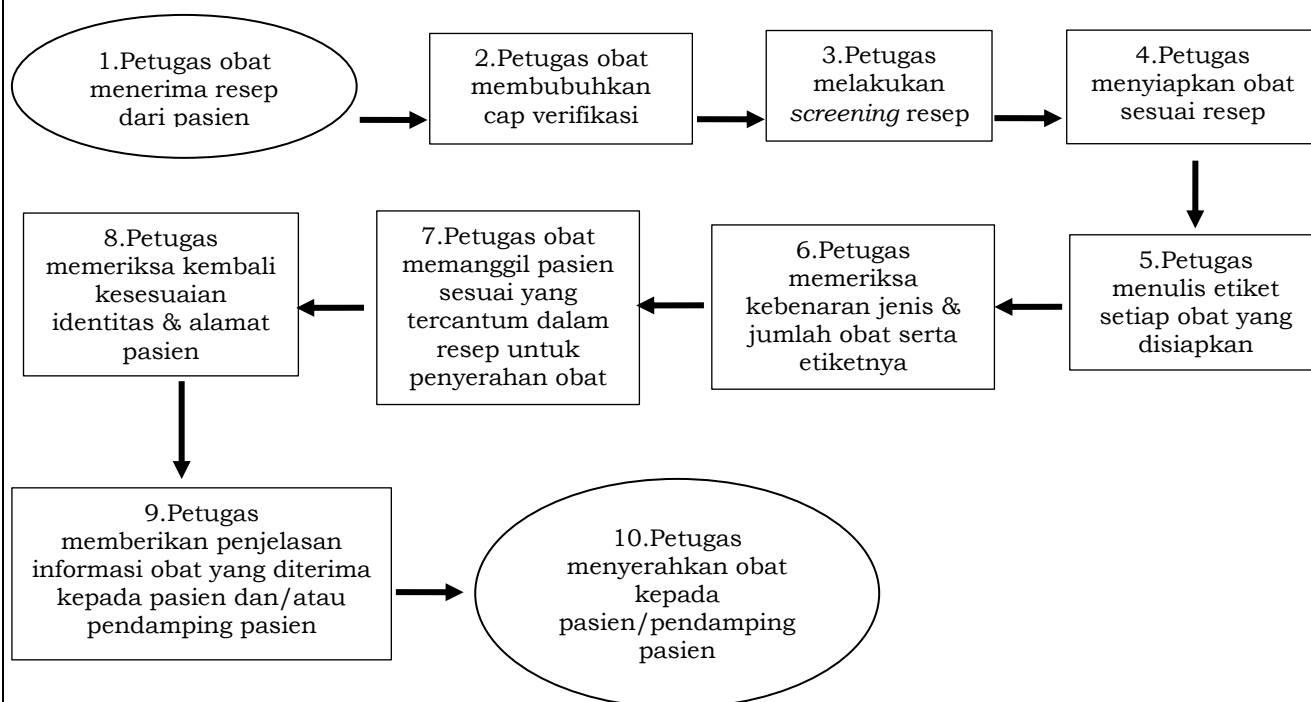 1.Petugas obat
menerima resep
dari pasien
2.Petugas obat
membubuhkan
cap verifikasi
3.Petugas
melakukan
screening resep
4.Petugas
menyiapkan obat
sesuai resep
5.Petugas
menulis etiket
setiap obat yang
disiapkan
6.Petugas
memeriksa
kebenaran jenis &
jumlah obat serta
etiketnya
7.Petugas obat
memanggil pasien
sesuai yang
tercantum dalam
resep untuk
penyerahan obat
8.Petugas
memeriksa kembali
kesesuaian
identitas & alamat
pasien
9.Petugas
memberikan penjelasan
informasi obat yang diterima
kepada pasien dan/atau
pendamping pasien
10.Petugas
menyerahkan obat
kepada
pasien/pendamping
pasien